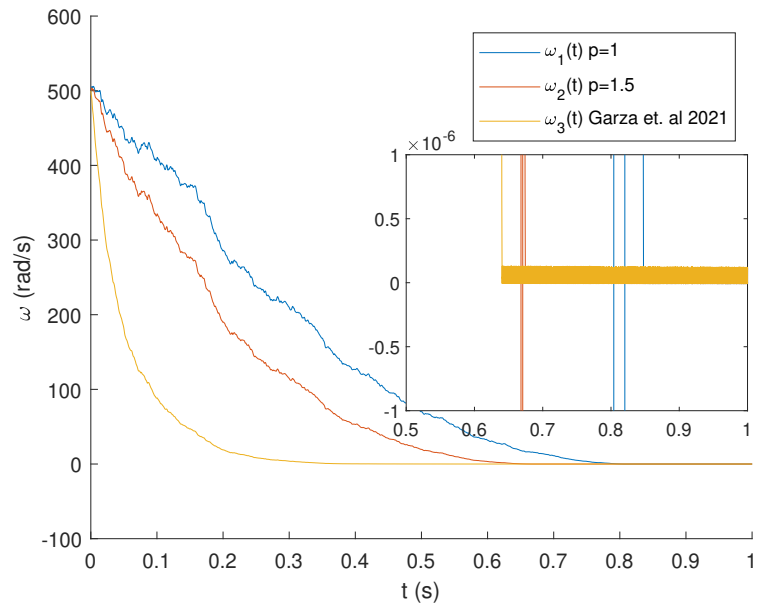 600
500
400
300
200
100
0
-100
ω (rad/s)
0 0.1 0.2 0.3 0.4 0.5 0.6 0.7 0.8 0.9 1
t (s)
ω₁(t) p=1
ω₂(t) p=1.5
ω₃(t) Garza et. al 2021
×10⁻⁶
1
0.5
0
-0.5
-1
0.5 0.6 0.7 0.8 0.9 1